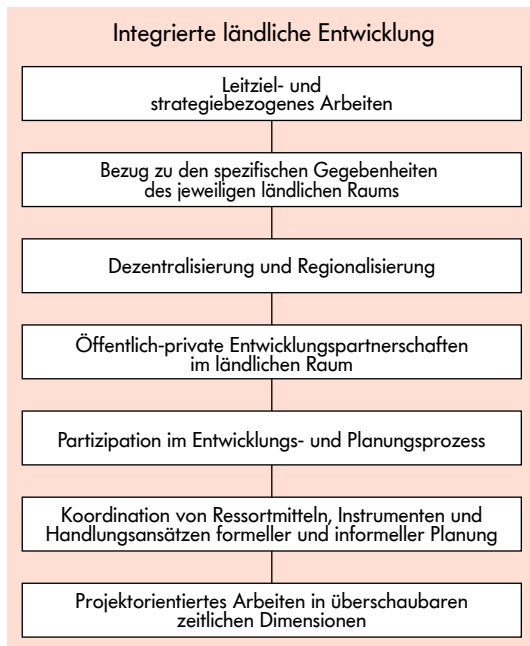 Integrierte ländliche Entwicklung
Leitziel- und
strategiebezogenes Arbeiten
Bezug zu den spezifischen Gegebenheiten
des jeweiligen ländlichen Raums
Dezentralisierung und Regionalisierung
Öffentlich-private Entwicklungspartnerschaften
im ländlichen Raum
Partizipation im Entwicklungs- und Planungsprozess
Koordination von Ressortmitteln, Instrumenten und
Handlungsansätzen formeller und informeller Planung
Projektorientiertes Arbeiten in überschaubaren
zeitlichen Dimensionen